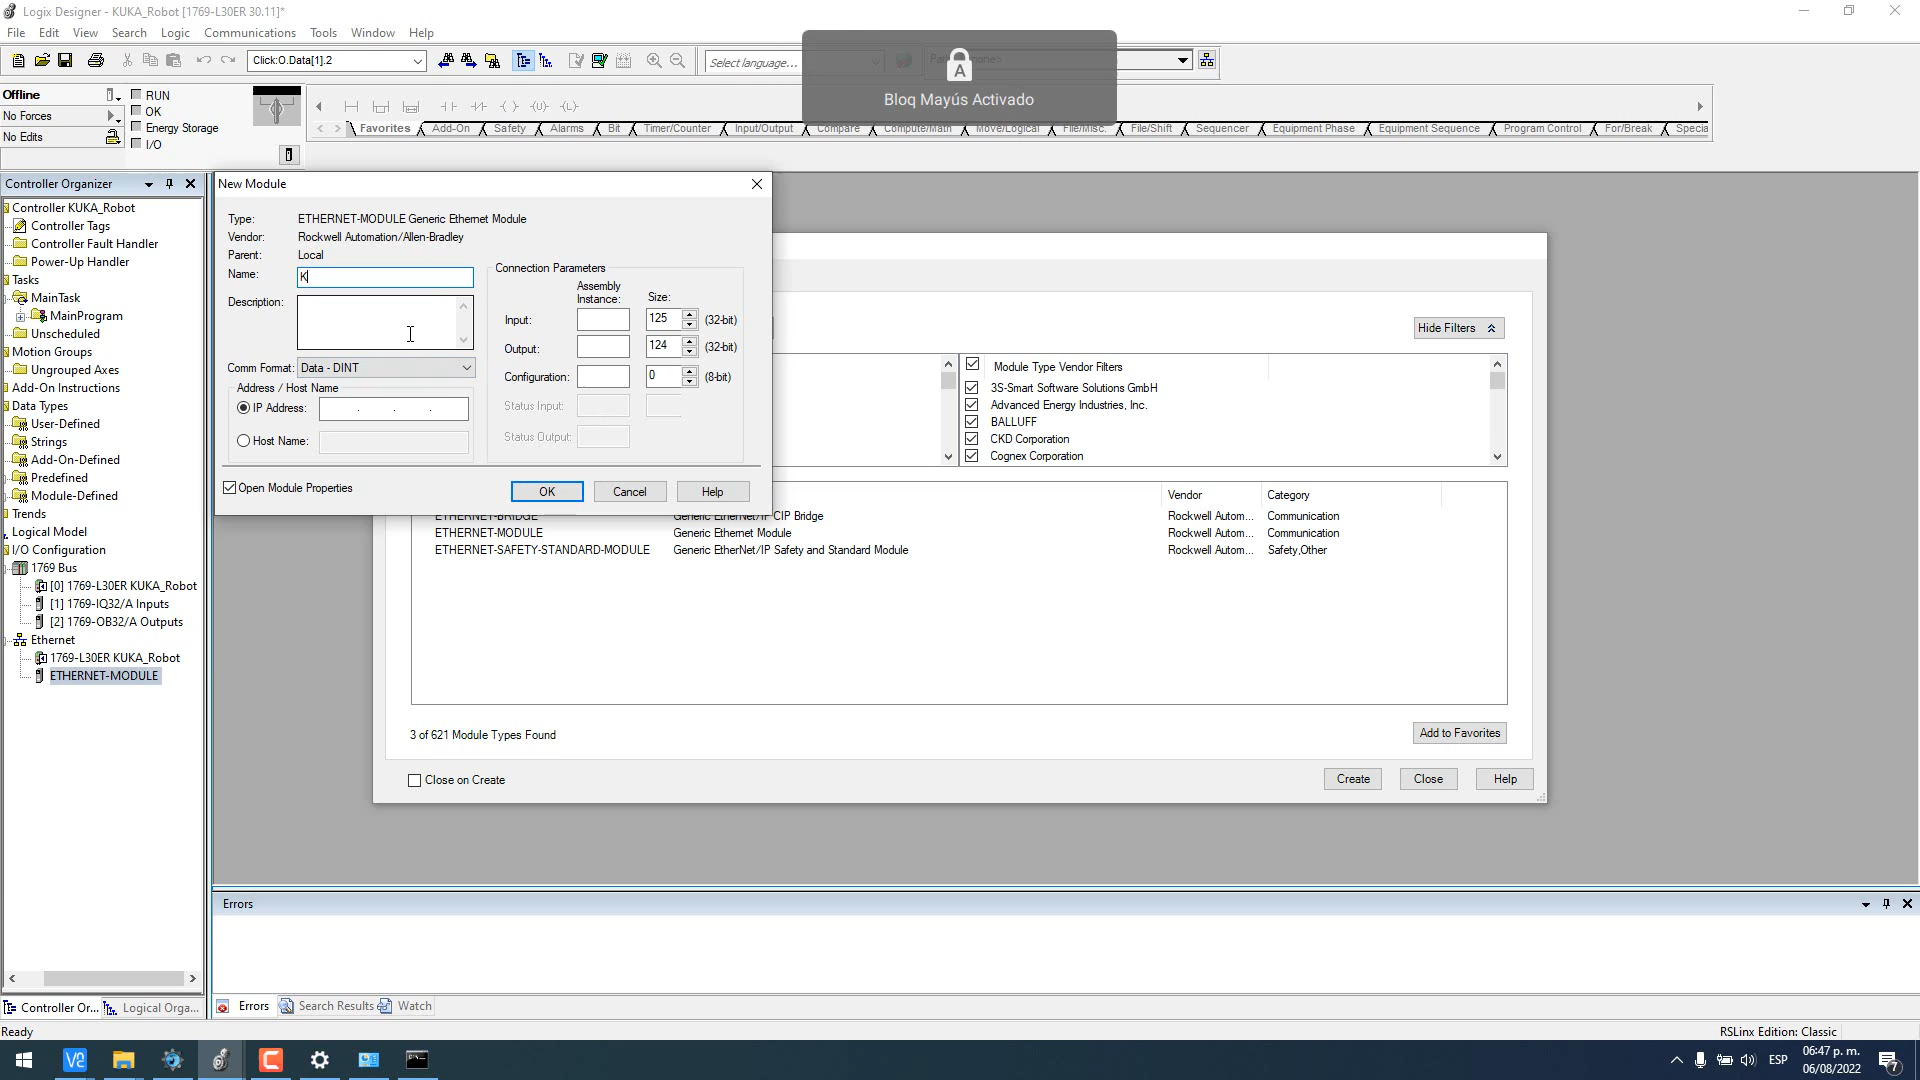 Logix Designer - KUKA_Robot [1769-L30ER 30.11]*
File Edit View Search Logic Communications Tools Window Help
Click:O.Data[1].2
Select language...
Bloq Mayús Activado
Offline
RUN
No Forces
OK
No Edits
Energy Storage
I/O
Favorites Add-On Safety Alarms Bit Timer/Counter Input/Output Compare Compute/Math Move/Logical File/Misc. File/Shift Sequencer Equipment Phase Equipment Sequence Program Control For/Break Specia
Controller Organizer
Controller KUKA_Robot
Controller Tags
Controller Fault Handler
Power-Up Handler
Tasks
MainTask
MainProgram
Unscheduled
Motion Groups
Ungrouped Axes
Add-On Instructions
Data Types
User-Defined
Strings
Add-On-Defined
Predefined
Module-Defined
Trends
Logical Model
I/O Configuration
1769 Bus
[0] 1769-L30ER KUKA_Robot
[1] 1769-IQ32/A Inputs
[2] 1769-OB32/A Outputs
Ethernet
1769-L30ER KUKA_Robot
ETHERNET-MODULE
Controller Or... Logical Orga...
New Module
Type: ETHERNET-MODULE Generic Ethernet Module
Vendor: Rockwell Automation/Allen-Bradley
Parent: Local
Name: K
Description:
Comm Format: Data - DINT
Address / Host Name
IP Address: . . .
Host Name:
Connection Parameters
Assembly
Instance: Size:
Input: 125 (32-bit)
Output: 124 (32-bit)
Configuration: 0 (8-bit)
Status Input:
Status Output:
Open Module Properties
OK Cancel Help
Hide Filters
Module Type Vendor Filters
3S-Smart Software Solutions GmbH
Advanced Energy Industries, Inc.
BALLUFF
CKD Corporation
Cognex Corporation
Vendor Category
ETHERNET-BRIDGE Generic EtherNet/IP CIP Bridge Rockwell Autom... Communication
ETHERNET-MODULE Generic Ethernet Module Rockwell Autom... Communication
ETHERNET-SAFETY-STANDARD-MODULE Generic EtherNet/IP Safety and Standard Module Rockwell Autom... Safety,Other
3 of 621 Module Types Found
Add to Favorites
Close on Create
Create Close Help
Errors
Errors Search Results Watch
Ready
RSLinx Edition: Classic
ESP
06:47 p. m.
06/08/2022
7